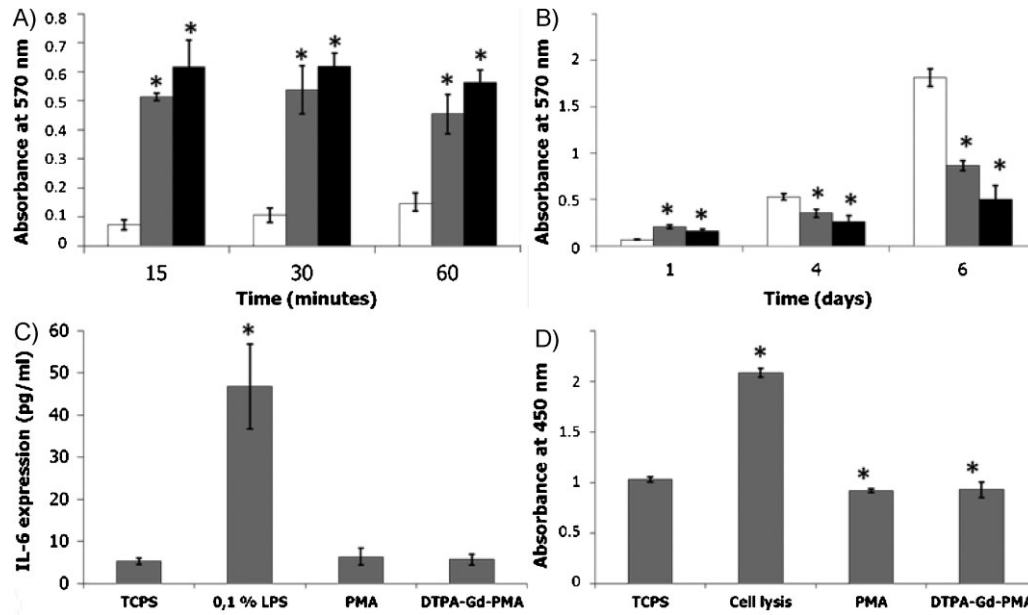 A)
Absorbance at 570 nm
0.8
0.7
0.6
0.5
0.4
0.3
0.2
0.1
0
* * * * * *
15 30 60
Time (minutes)
B)
Absorbance at 570 nm
2
1.5
1
0.5
0
* * * * * *
1 4 6
Time (days)
C)
IL-6 expression (pg/ml)
60
50
40
30
20
10
0
*
TCPS 0,1 % LPS PMA DTPA-Gd-PMA
D)
Absorbance at 450 nm
2
1.5
1
0.5
0
* * *
TCPS Cell lysis PMA DTPA-Gd-PMA